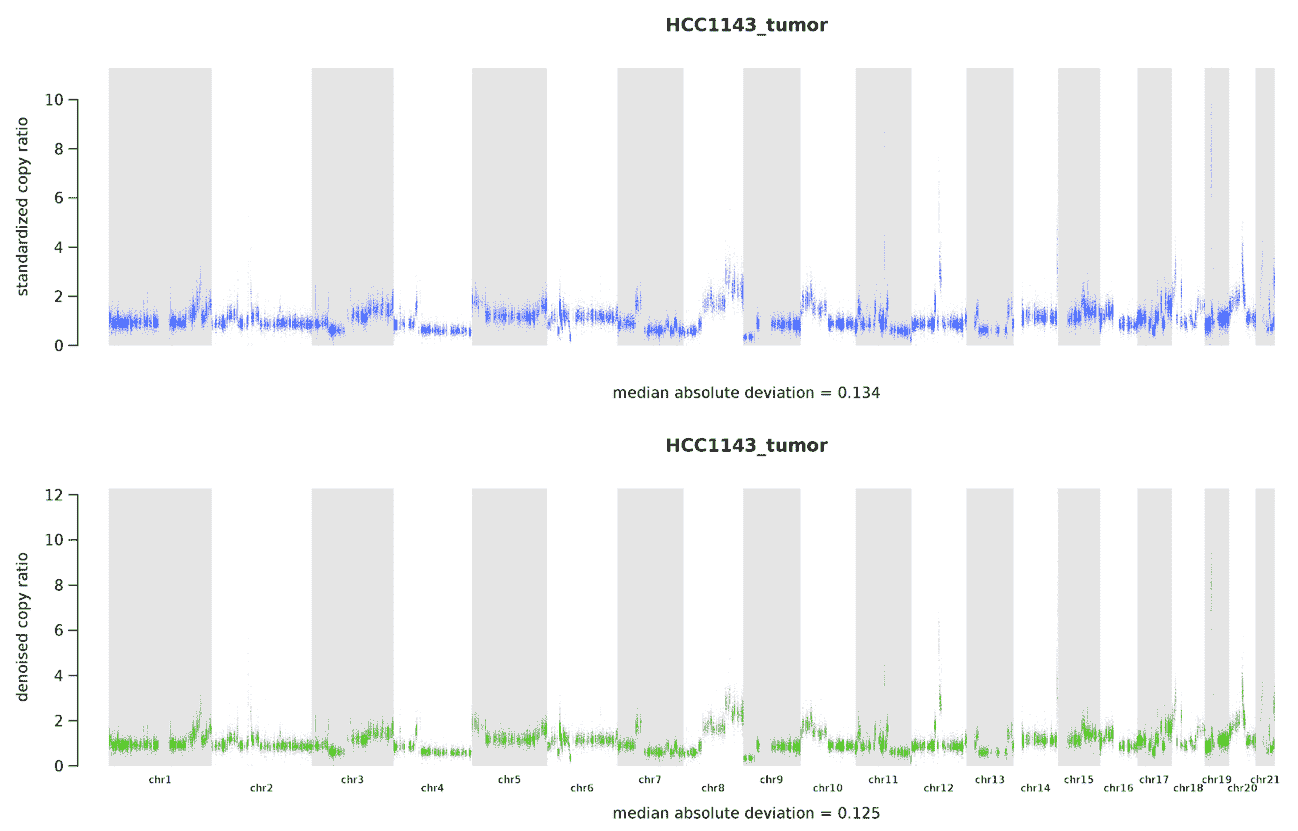 HCC1143_tumor
standardized copy ratio
10
8
6
4
2
0
median absolute deviation = 0.134
HCC1143_tumor
denoised copy ratio
12
10
8
6
4
2
0
chr1 chr2 chr3 chr4 chr5 chr6 chr7 chr8 chr9 chr10 chr11 chr12 chr13 chr14 chr15 chr16 chr17 chr18 chr19 chr20 chr21
median absolute deviation = 0.125